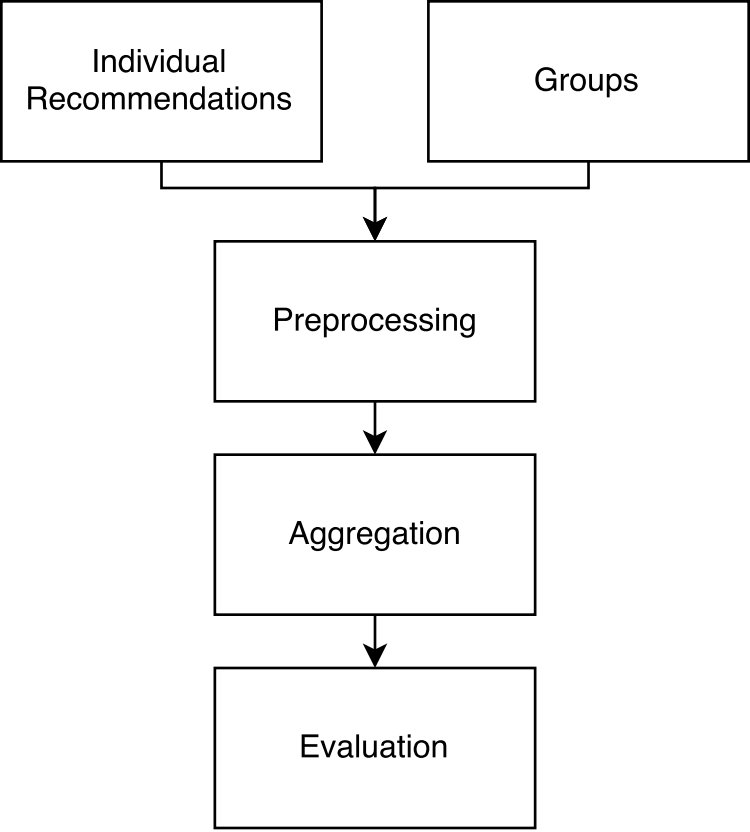 Individual
Recommendations
Groups
Preprocessing
Aggregation
Evaluation